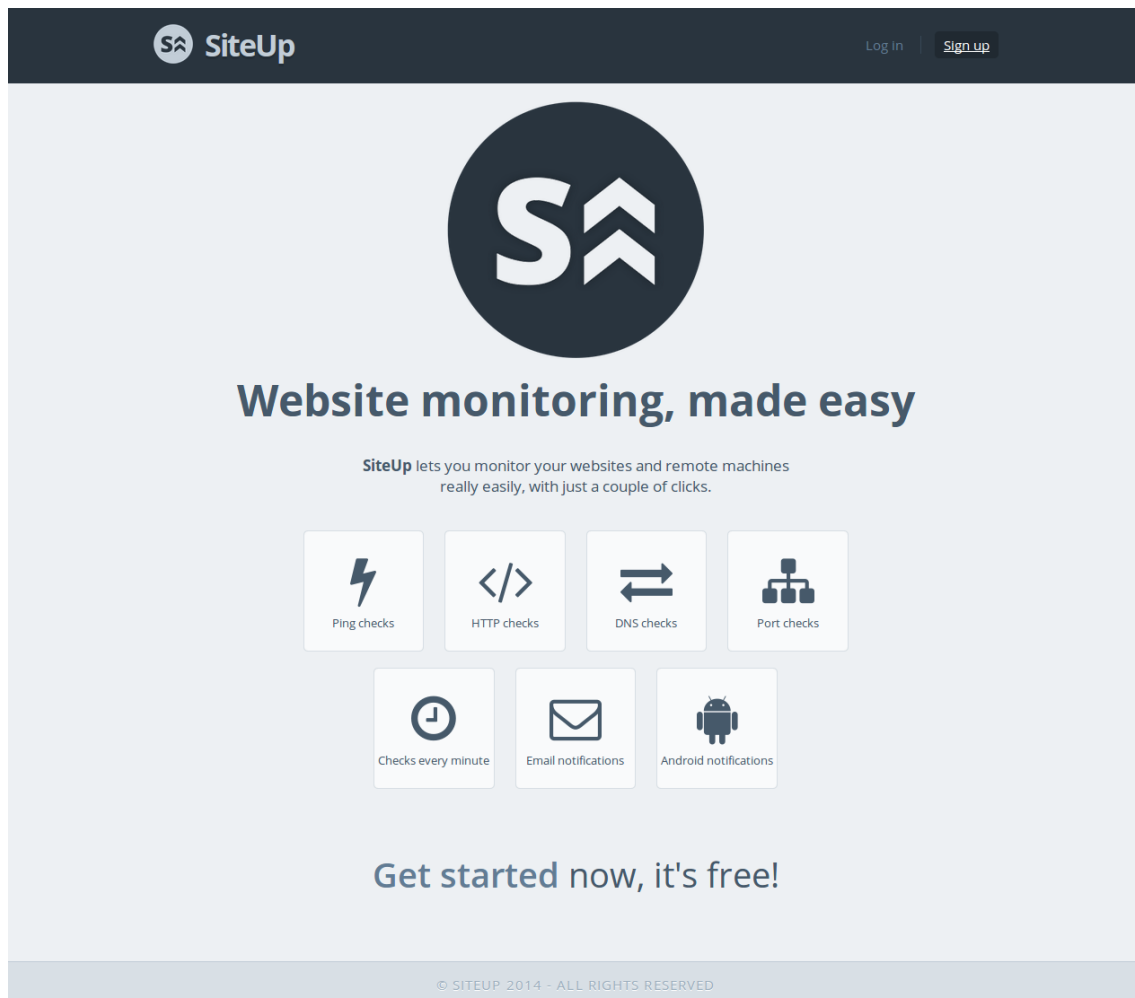 S
SiteUp
Log in
Sign up
S
Website monitoring, made easy
SiteUp lets you monitor your websites and remote machines
really easily, with just a couple of clicks.
Ping checks
HTTP checks
DNS checks
Port checks
Checks every minute
Email notifications
Android notifications
Get started now, it's free!
© SITEUP 2014 - ALL RIGHTS RESERVED